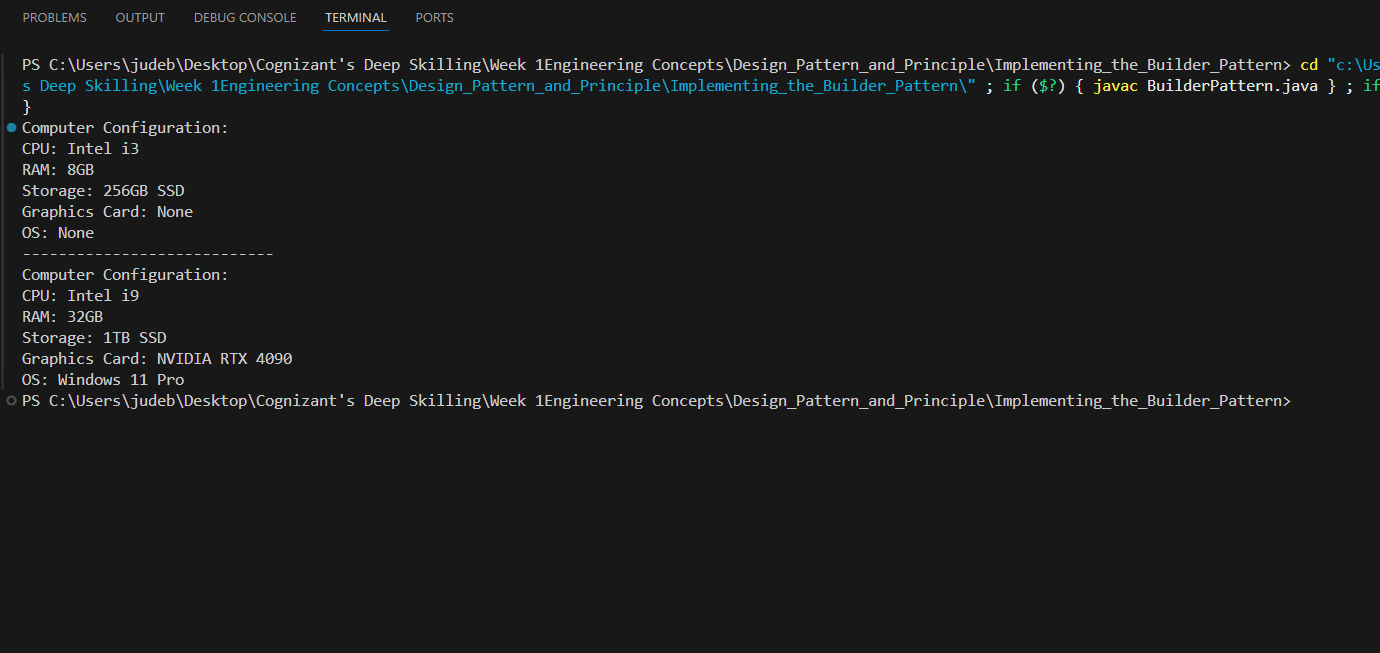 PROBLEMS OUTPUT DEBUG CONSOLE TERMINAL PORTS
PS C:\Users\judeb\Desktop\Cognizant's Deep Skilling\Week 1Engineering Concepts\Design_Pattern_and_Principle\Implementing_the_Builder_Pattern> cd "c:\Us
s Deep Skilling\Week 1Engineering Concepts\Design_Pattern_and_Principle\Implementing_the_Builder_Pattern\" ; if ($?) { javac BuilderPattern.java } ; if
}
Computer Configuration:
CPU: Intel i3
RAM: 8GB
Storage: 256GB SSD
Graphics Card: None
OS: None
----------------------------
Computer Configuration:
CPU: Intel i9
RAM: 32GB
Storage: 1TB SSD
Graphics Card: NVIDIA RTX 4090
OS: Windows 11 Pro
PS C:\Users\judeb\Desktop\Cognizant's Deep Skilling\Week 1Engineering Concepts\Design_Pattern_and_Principle\Implementing_the_Builder_Pattern>